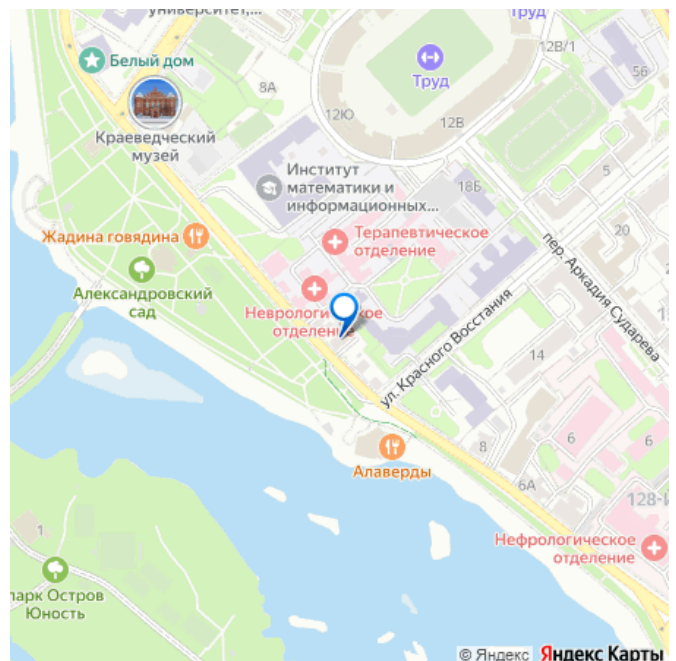 университет,...
Труд
12В/1
Белый дом
8А
5б
Труд
12Ю
12В
Краеведческий
музей
Институт
математики и
информационных...
18Б
5
20
Жадина говядина
Терапевтическое
отделение
пер. Аркадия Сударева
Александровский
сад
Неврологическое
отделение
ул. Красного Восстания
14
8
6
6
Алаверды
6А
128-
Нефрологическое
отделение
1
парк Остров
Юность
© Яндекс Яндекс Карты